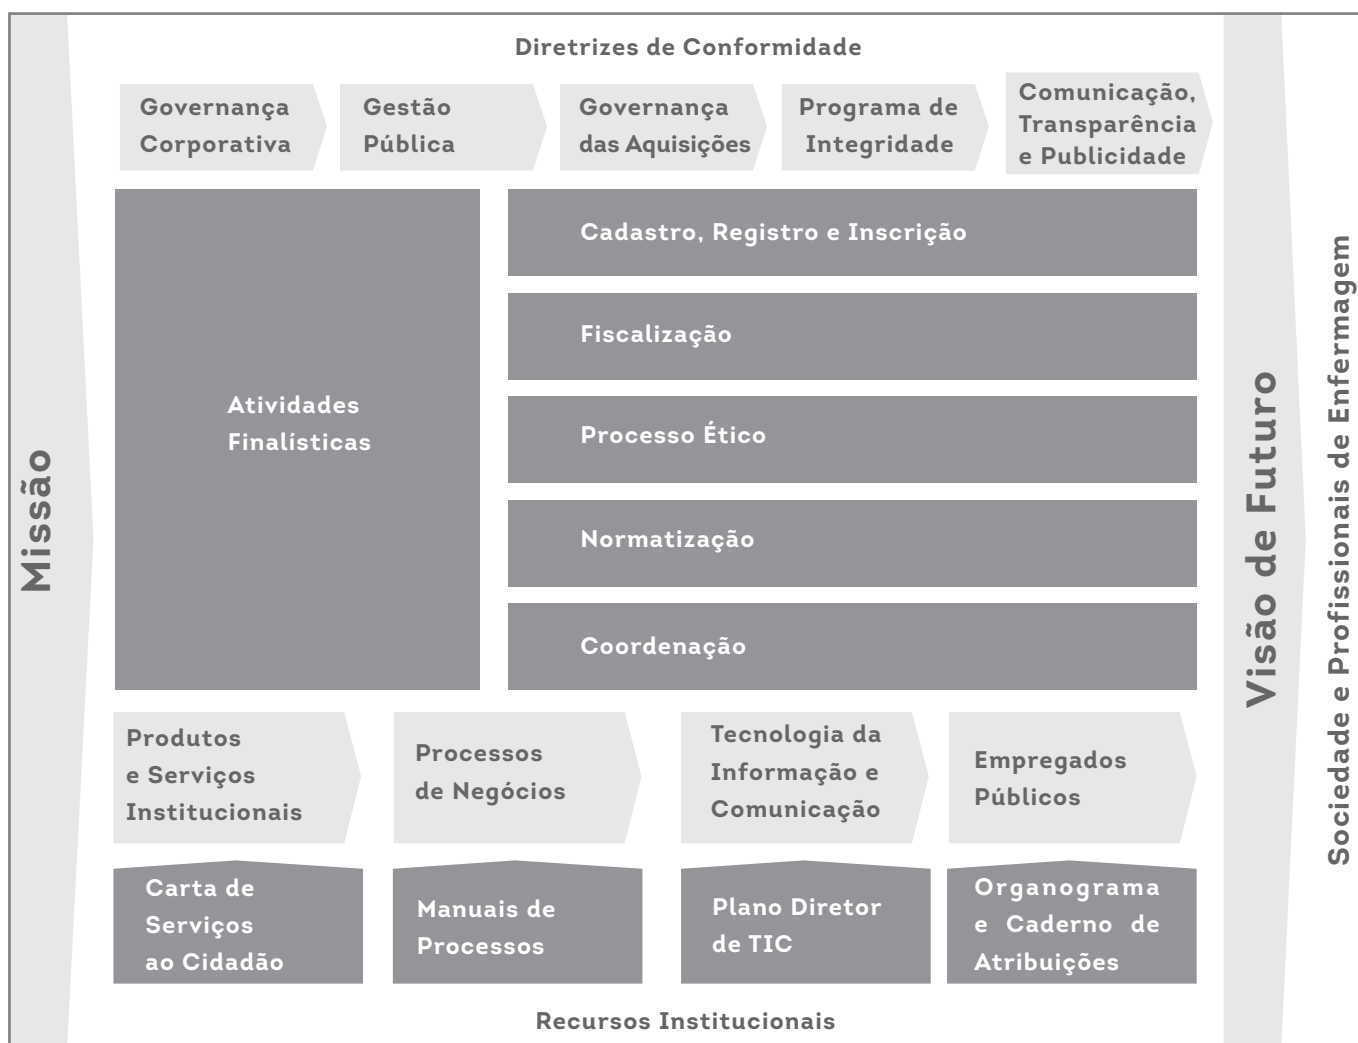 Diretrizes de Conformidade
Governança
Corporativa
Gestão
Pública
Governança
das Aquisições
Programa de
Integridade
Comunicação,
Transparência
e Publicidade
Missão
Atividades
Finalísticas
Cadastro, Registro e Inscrição
Fiscalização
Processo Ético
Normatização
Coordenação
Visão de Futuro
Sociedade e Profissionais de Enfermagem
Produtos
e Serviços
Institucionais
Processos
de Negócios
Tecnologia da
Informação e
Comunicação
Empregados
Públicos
Carta de
Serviços
ao Cidadão
Manuais de
Processos
Plano Diretor
de TIC
Organograma
e Caderno de
Atribuições
Recursos Institucionais